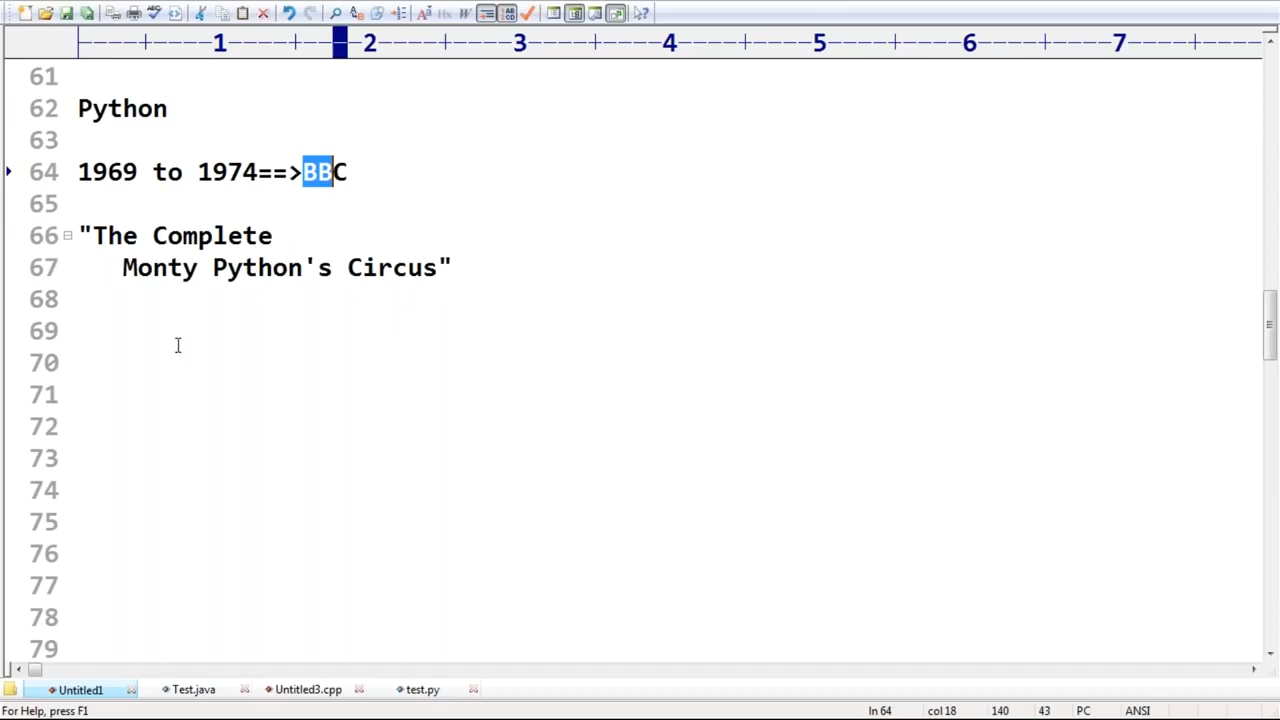 1 2 3 4 5 6 7
61
62 Python
63
64 1969 to 1974==>BBC
65
66 "The Complete
67 Monty Python's Circus"
68
69
70
71
72
73
74
75
76
77
78
79
Untitled1 Test.java Untitled3.cpp test.py
For Help, press F1 ln 64 col 18 140 43 PC ANSI